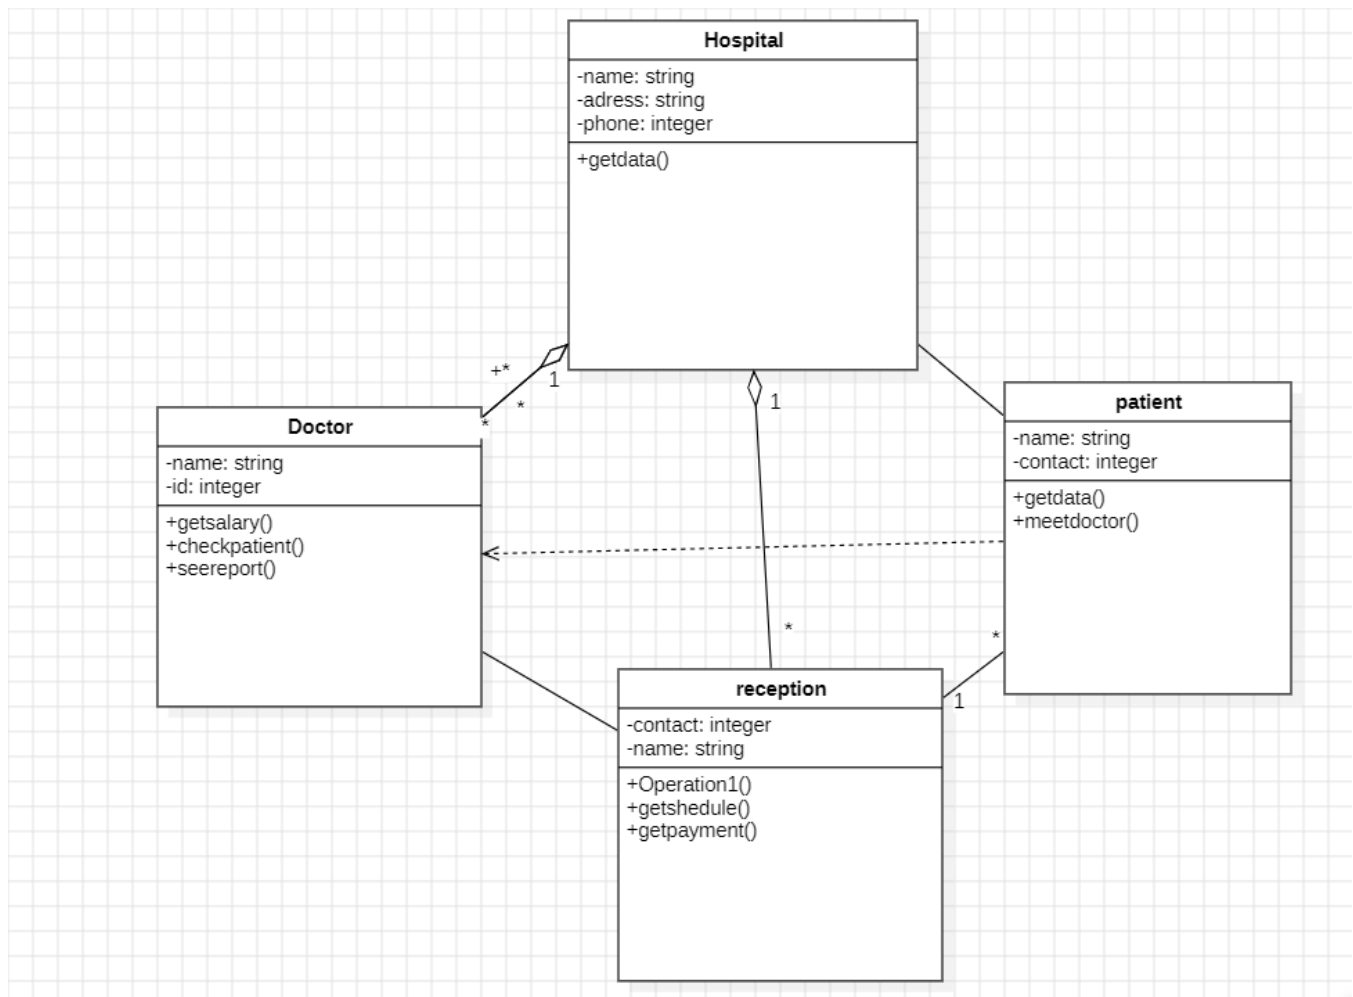 Hospital
-name: string
-adress: string
-phone: integer
+getdata()
+*
1
*
*
1
Doctor
-name: string
-id: integer
+getsalary()
+checkpatient()
+seereport()
patient
-name: string
-contact: integer
+getdata()
+meetdoctor()
*
*
1
reception
-contact: integer
-name: string
+Operation1()
+getshedule()
+getpayment()